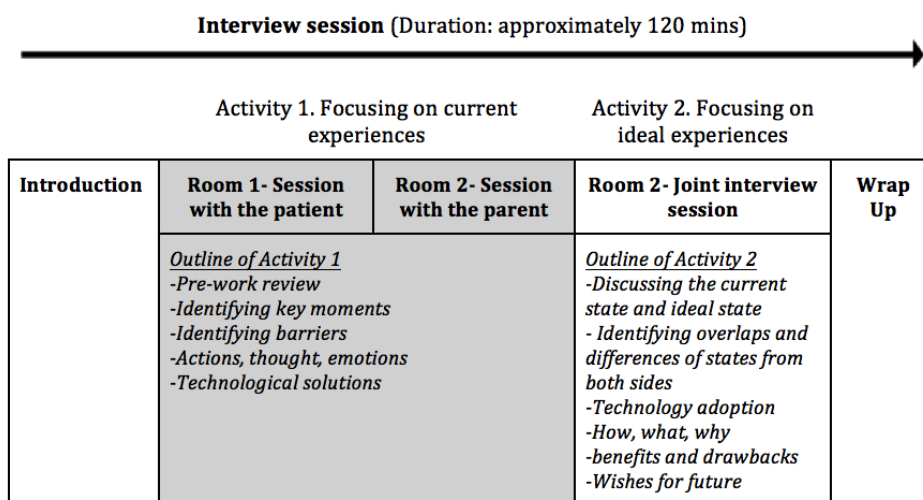 Interview session (Duration: approximately 120 mins)
Activity 1. Focusing on current
experiences
Activity 2. Focusing on
ideal experiences
Introduction
Room 1- Session
with the patient
Room 2- Session
with the parent
Room 2- Joint interview
session
Wrap
Up
Outline of Activity 1
-Pre-work review
-Identifying key moments
-Identifying barriers
-Actions, thought, emotions
-Technological solutions
Outline of Activity 2
-Discussing the current
state and ideal state
- Identifying overlaps and
differences of states from
both sides
-Technology adoption
-How, what, why
-benefits and drawbacks
-Wishes for future